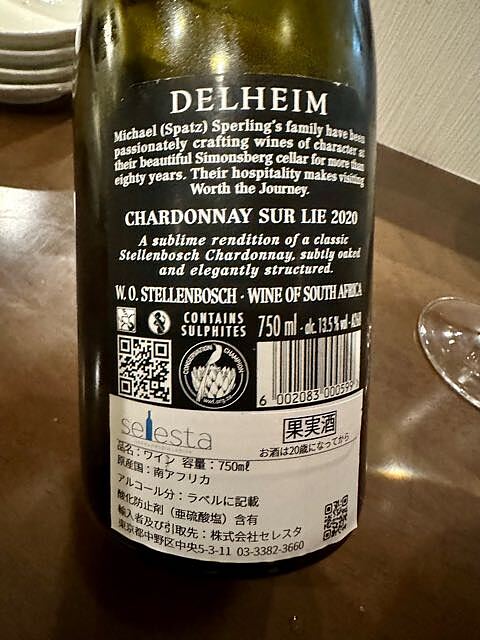 DELHEIM
Michael (Spatz) Sperling's family have been
passionately crafting wines of character at
their beautiful Simonsberg cellar for more than
eighty years. Their hospitality makes visiting
Worth the Journey.
CHARDONNAY SUR LIE 2020
A sublime rendition of a classic
Stellenbosch Chardonnay, subtly oaked
and elegantly structured.
W. O. STELLENBOSCH · WINE OF SOUTH AFRICA
CONTAINS
SULPHITES
750 ml · alc. 13.5 % vol ·
CONSERVATION CHAMPION
6 002083 000599
selesta
果実酒
お酒は20歳になってから
品名：ワイン 容量：750mℓ
原産国：南アフリカ
アルコール分：ラベルに記載
酸化防止剤（亜硫酸塩）含有
輸入者及び引取先：株式会社セレスタ
東京都中野区中央5-3-11 03-3382-3660